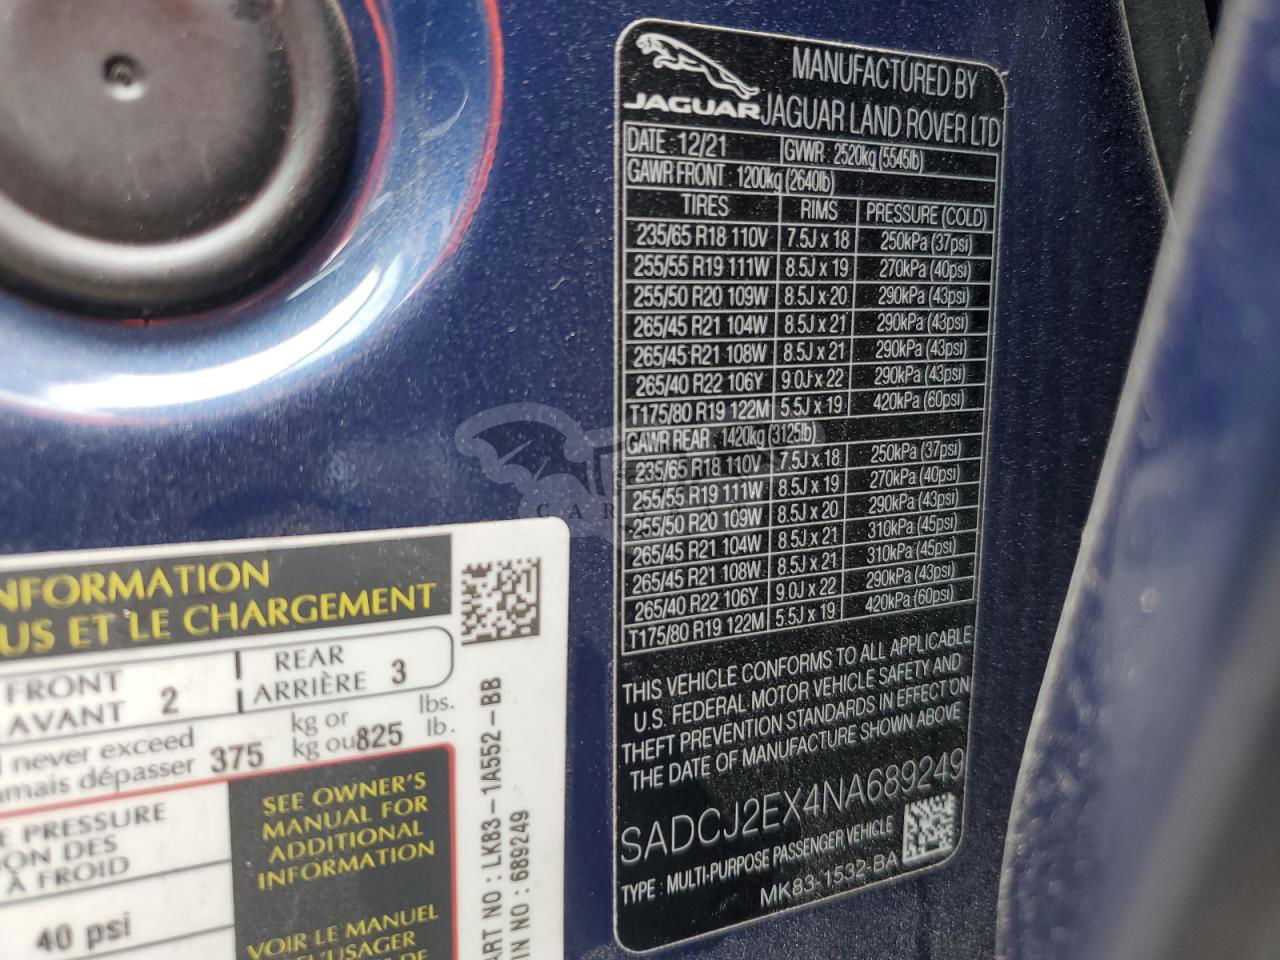 JAGUAR
MANUFACTURED BY
JAGUAR LAND ROVER LTD
DATE : 12/21 GVWR : 2520kg (5545lb)
GAWR FRONT : 1200kg (2640lb)
TIRES RIMS PRESSURE (COLD)
235/65 R18 110V 7.5J x 18 250kPa (37psi)
255/55 R19 111W 8.5J x 19 270kPa (40psi)
255/50 R20 109W 8.5J x 20 290kPa (43psi)
265/45 R21 104W 8.5J x 21 290kPa (43psi)
265/45 R21 108W 8.5J x 21 290kPa (43psi)
265/40 R22 106Y 9.0J x 22 290kPa (43psi)
T175/80 R19 122M 5.5J x 19 420kPa (60psi)
GAWR REAR : 1420kg (3125lb)
235/65 R18 110V 7.5J x 18 250kPa (37psi)
255/55 R19 111W 8.5J x 19 270kPa (40psi)
255/50 R20 109W 8.5J x 20 290kPa (43psi)
265/45 R21 104W 8.5J x 21 310kPa (45psi)
265/45 R21 108W 8.5J x 21 310kPa (45psi)
265/40 R22 106Y 9.0J x 22 290kPa (43psi)
T175/80 R19 122M 5.5J x 19 420kPa (60psi)
THIS VEHICLE CONFORMS TO ALL APPLICABLE
U.S. FEDERAL MOTOR VEHICLE SAFETY AND
THEFT PREVENTION STANDARDS IN EFFECT ON
THE DATE OF MANUFACTURE SHOWN ABOVE
SADCJ2EX4NA689249
TYPE : MULTI-PURPOSE PASSENGER VEHICLE
MK83-1532-BA
NFORMATION
US ET LE CHARGEMENT
FRONT
AVANT 2
REAR
ARRIÈRE 3
never exceed
mais dépasser 375 kg or
kg ou 825 lbs.
lb.
E PRESSURE
ON DES
À FROID
40 psi
SEE OWNER'S
MANUAL FOR
ADDITIONAL
INFORMATION
VOIR LE MANUEL
L'USAGER
DE
ART NO : LK83-1A552-BB
IN NO : 689249
CARS